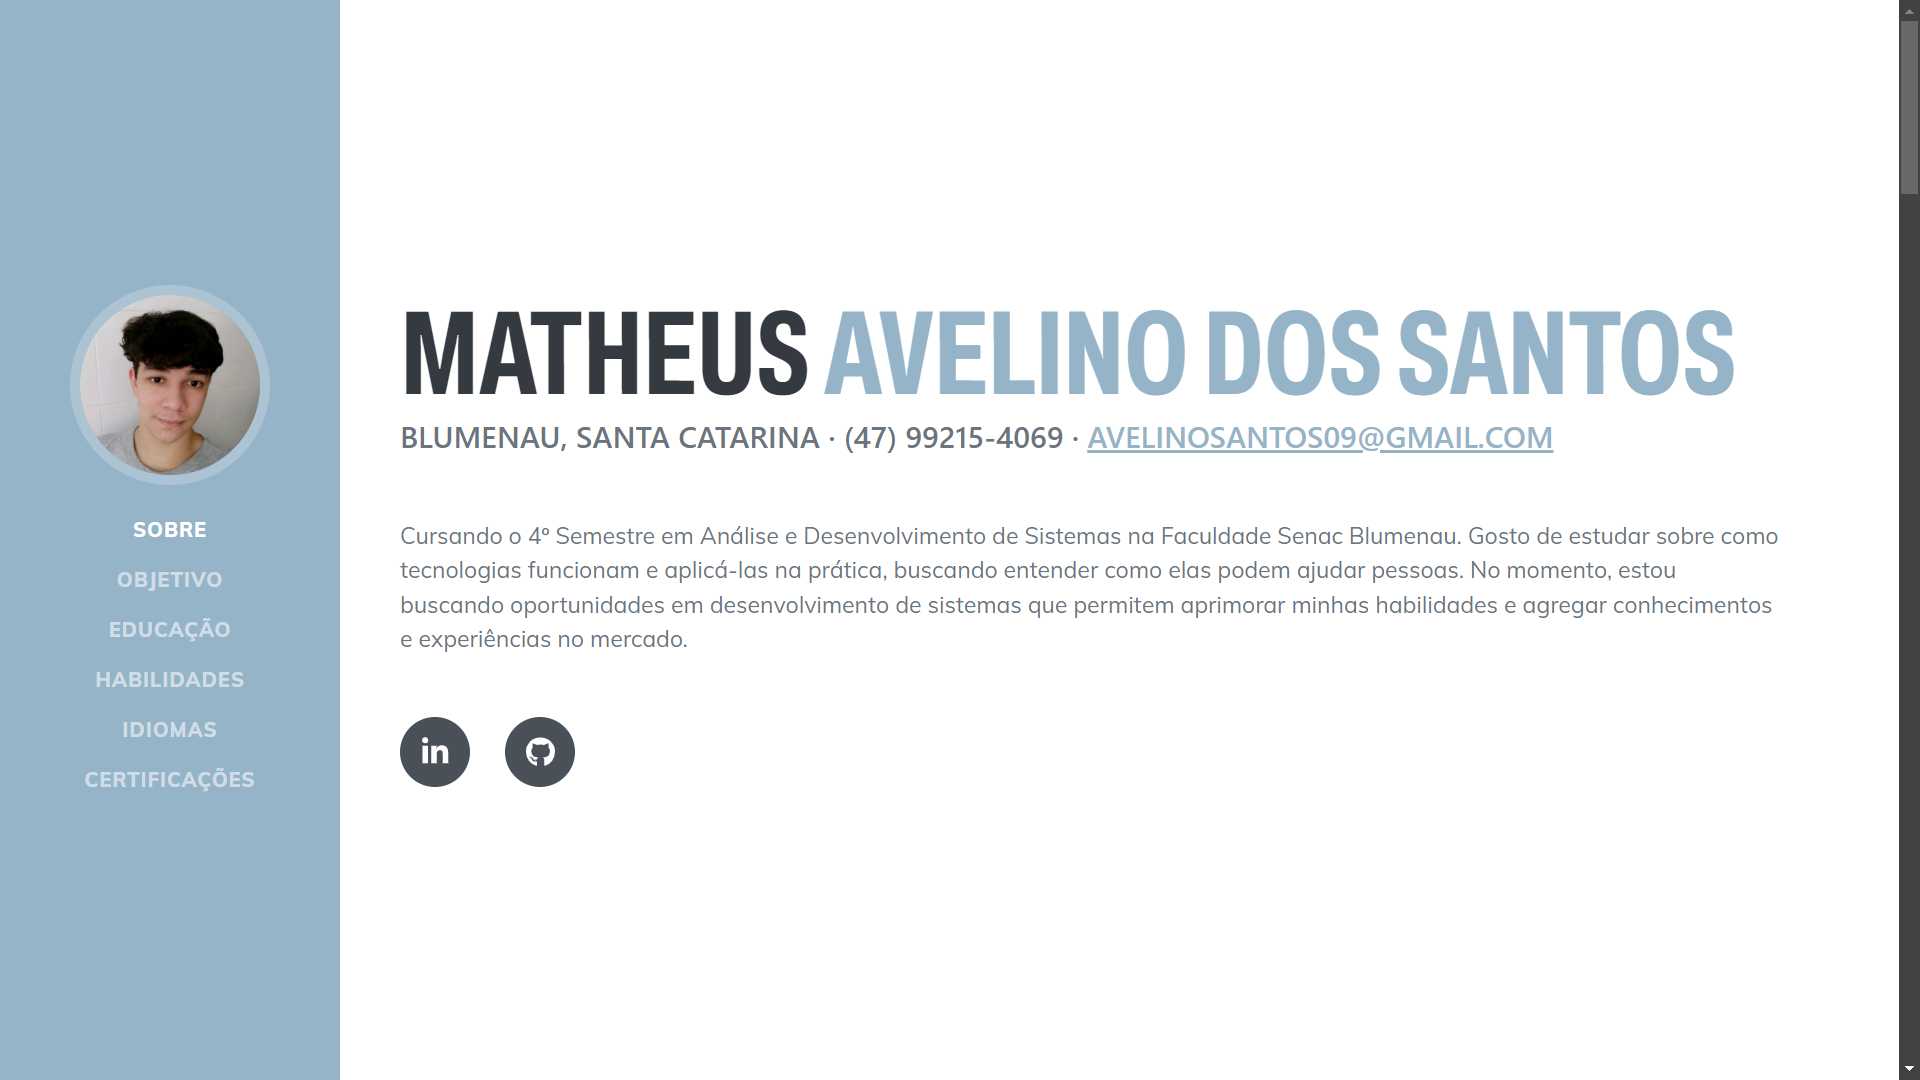 SOBRE
OBJETIVO
EDUCAÇÃO
HABILIDADES
IDIOMAS
CERTIFICAÇÕES
MATHEUS AVELINO DOS SANTOS
BLUMENAU, SANTA CATARINA · (47) 99215-4069 · AVELINOSANTOS09@GMAIL.COM
Cursando o 4º Semestre em Análise e Desenvolvimento de Sistemas na Faculdade Senac Blumenau. Gosto de estudar sobre como
tecnologias funcionam e aplicá-las na prática, buscando entender como elas podem ajudar pessoas. No momento, estou
buscando oportunidades em desenvolvimento de sistemas que permitem aprimorar minhas habilidades e agregar conhecimentos
e experiências no mercado.
in